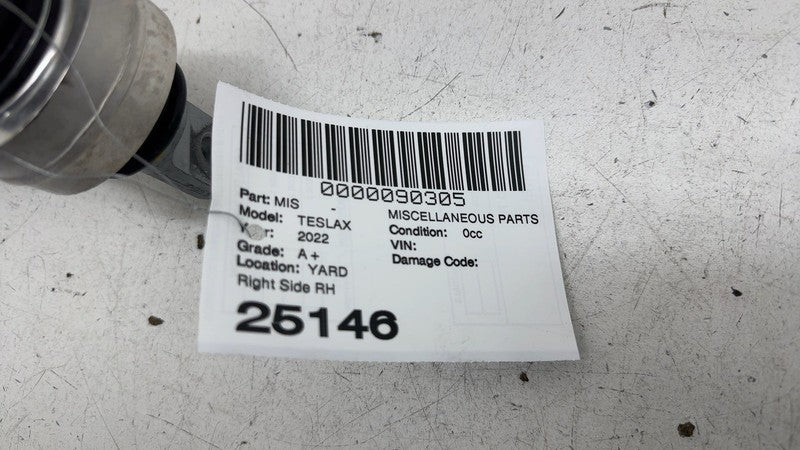 0000090305
Part: MIS - MISCELLANEOUS PARTS
Model: TESLAX Condition: 0cc
Year: 2022 VIN:
Grade: A+ Damage Code:
Location: YARD
Right Side RH
25146